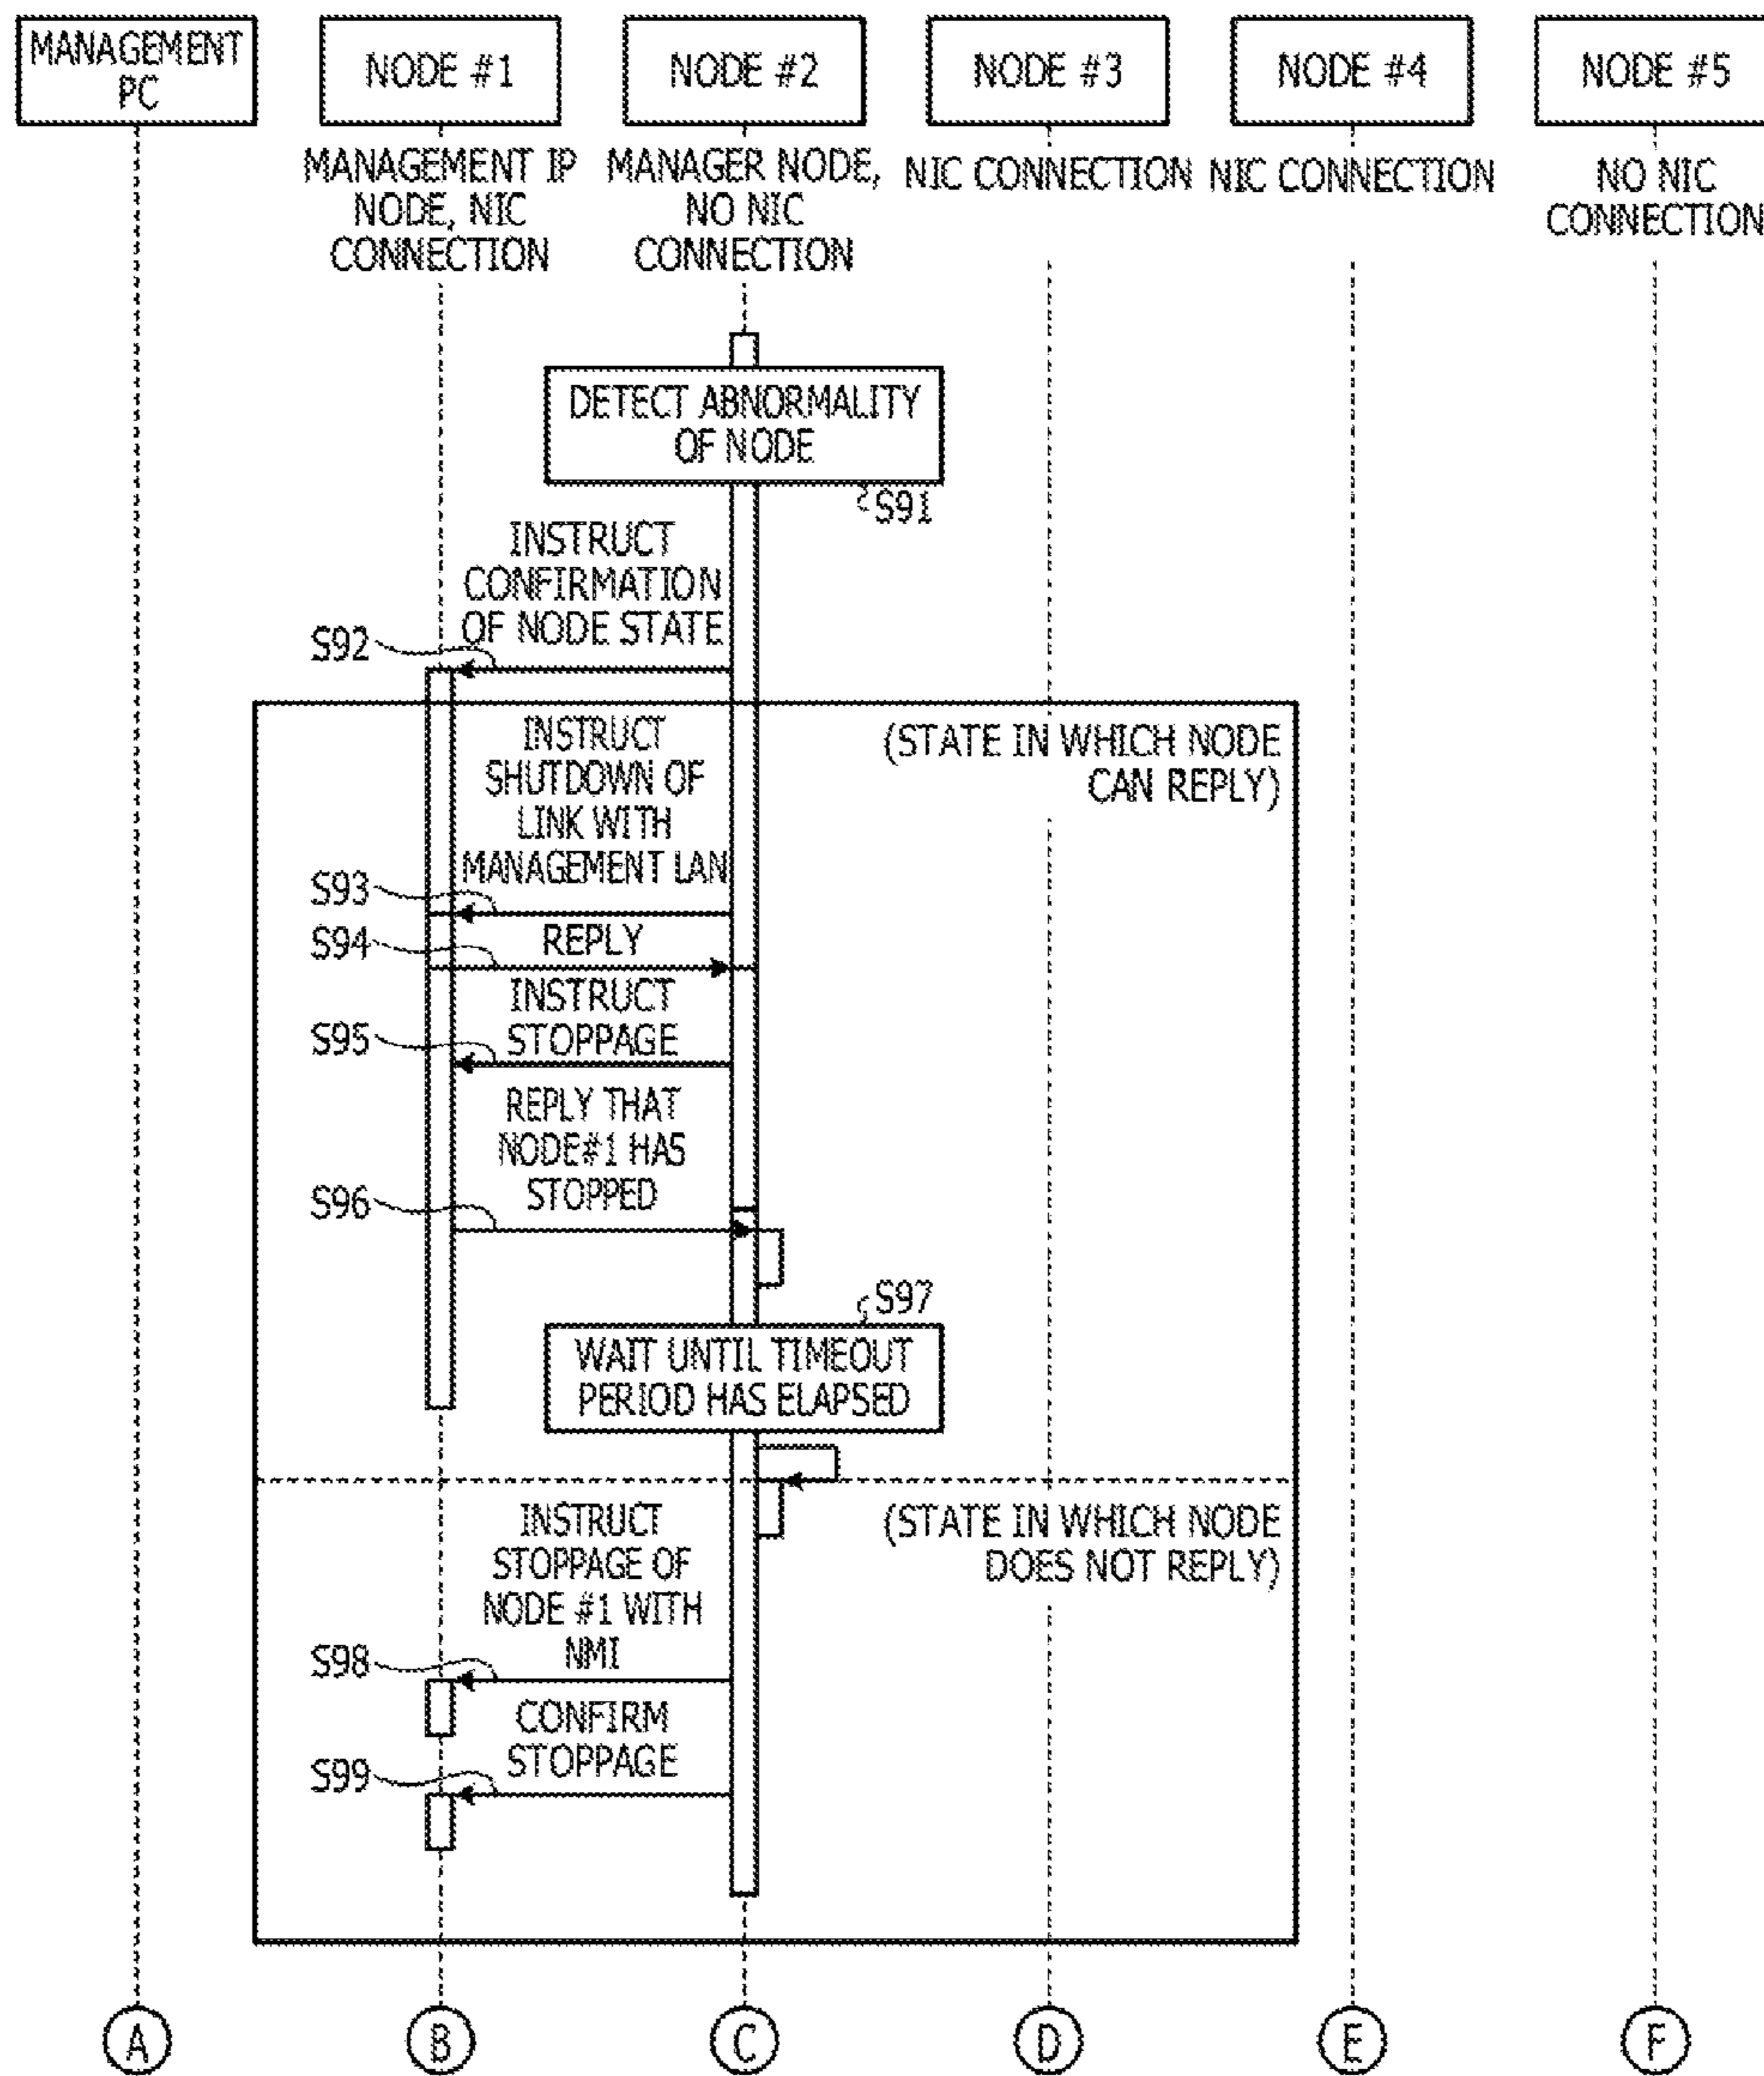 MANAGEMENT
PC
NODE #1
NODE #2
NODE #3
NODE #4
NODE #5
MANAGEMENT IP
NODE, NIC
CONNECTION
MANAGER NODE,
NO NIC
CONNECTION
NIC CONNECTION
NIC CONNECTION
NO NIC
CONNECTION
DETECT ABNORMALITY
OF NODE
S91
INSTRUCT
CONFIRMATION
OF NODE STATE
S92
(STATE IN WHICH NODE
CAN REPLY)
INSTRUCT
SHUTDOWN OF
LINK WITH
MANAGEMENT LAN
S93
REPLY
S94
INSTRUCT
STOPPAGE
S95
REPLY THAT
NODE#1 HAS
STOPPED
S96
S97
WAIT UNTIL TIMEOUT
PERIOD HAS ELAPSED
(STATE IN WHICH NODE
DOES NOT REPLY)
INSTRUCT
STOPPAGE OF
NODE #1 WITH
NMI
S98
CONFIRM
STOPPAGE
S99
A
B
C
D
E
F